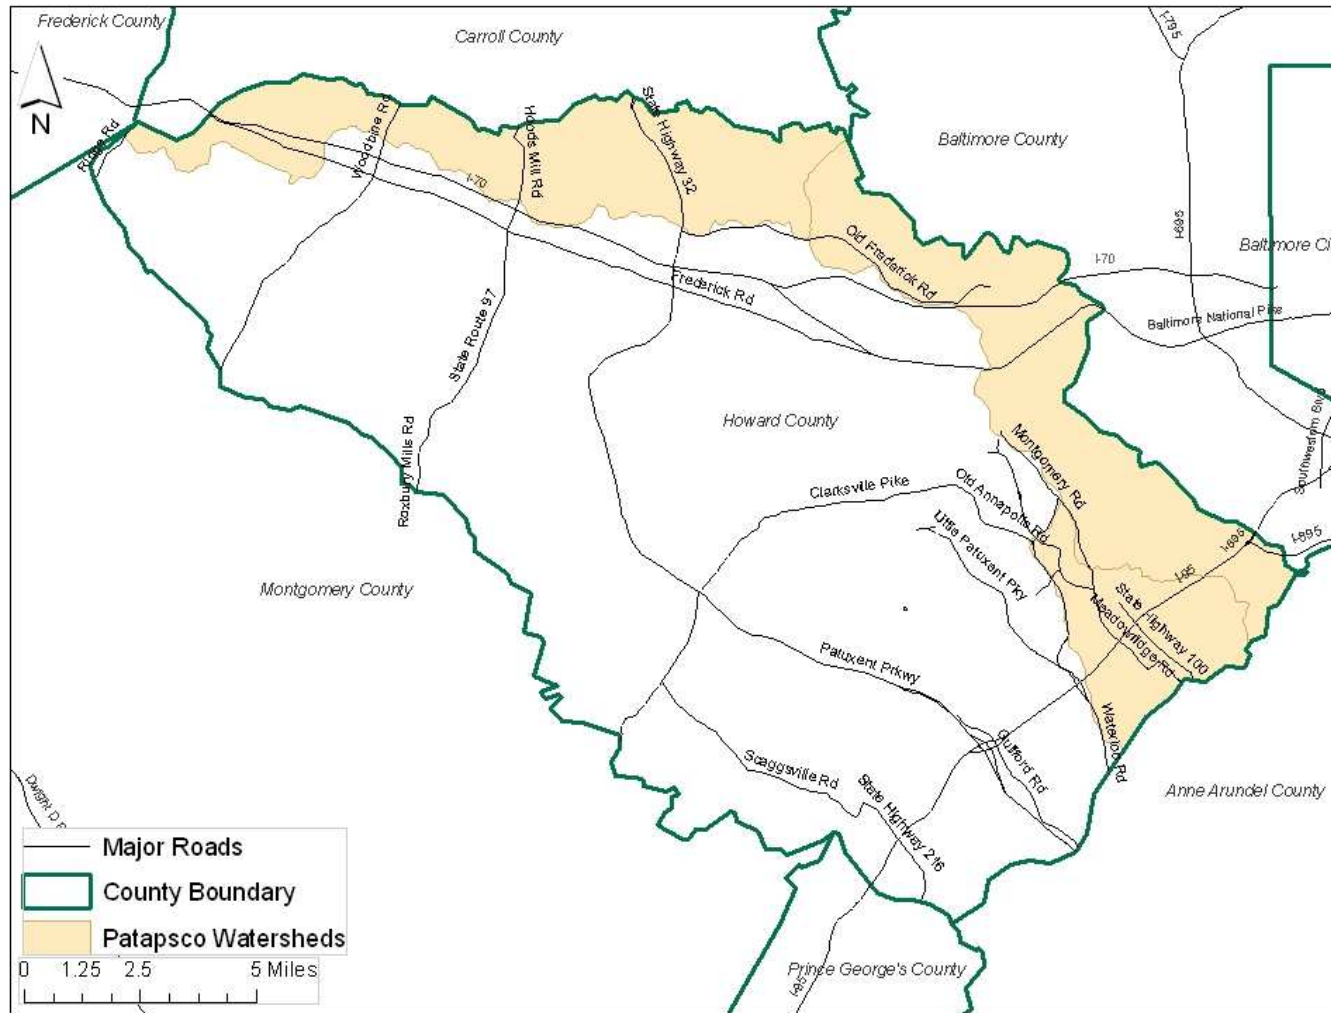 Frederick County
Carroll County
I-795
N
Ridge Rd
Woodbine Rd
Hoods Mill Rd
State Highway 32
Baltimore County
I-70
I-695
Old Frederick Rd
I-70
Frederick Rd
Baltimore National Pike
State Route 97
Howard County
Roxbury Mills Rd
Montgomery Rd
Southwestern Blvd
Clarksville Pike
Old Annapolis Rd
Little Patuxent Pky
I-695
I-895
I-95
Montgomery County
State Highway 100
Meadowridge Rd
Patuxent Prkwy
Waterloo Rd
Guilford Rd
Scaggsville Rd
State Highway 216
Anne Arundel County
Prince George's County
I-95
Major Roads
County Boundary
Patapsco Watersheds
0 1.25 2.5 5 Miles